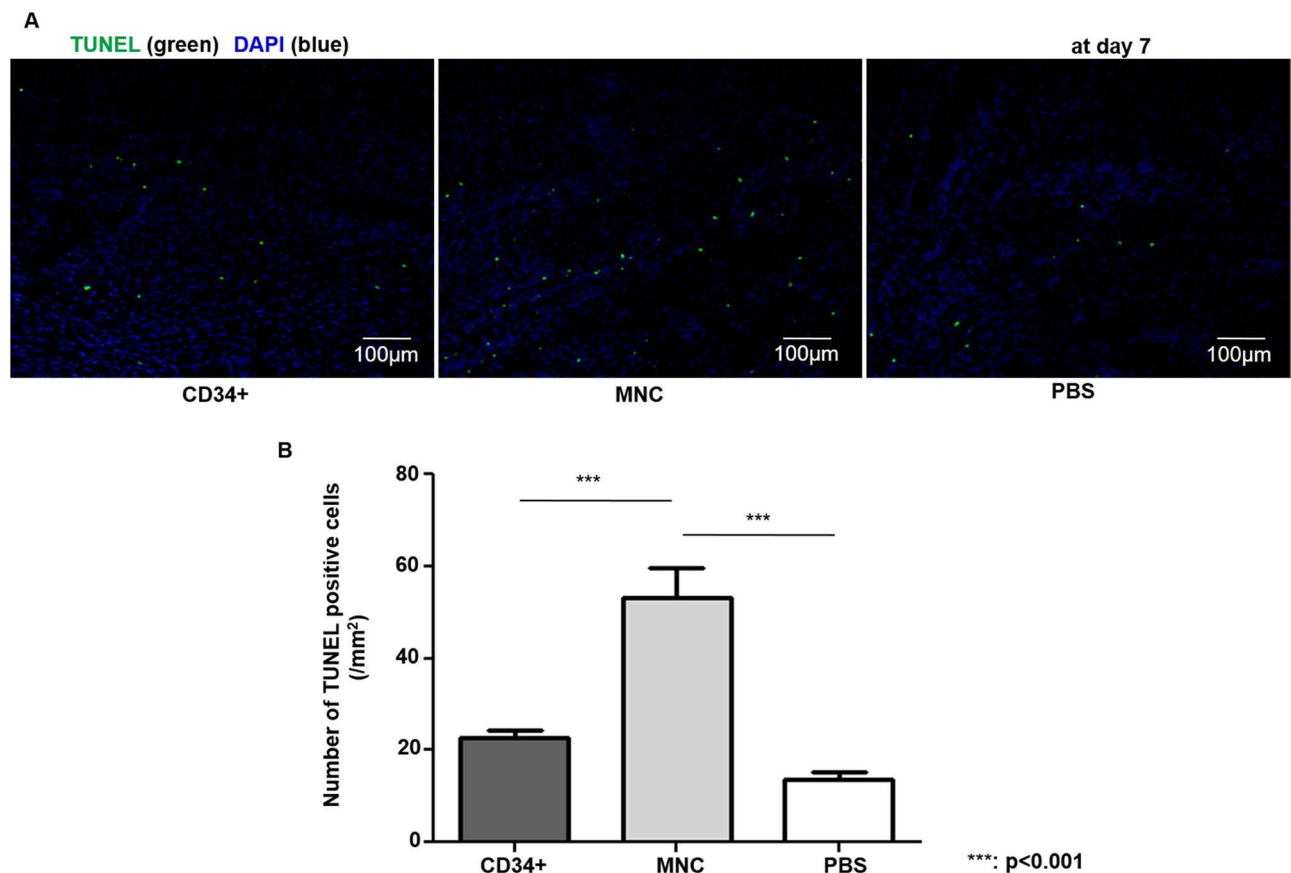 A
TUNEL (green) DAPI (blue)
at day 7
100μm
100μm
100μm
CD34+
MNC
PBS
B
Number of TUNEL positive cells
(/mm²)
80
60
40
20
0
***
***
CD34+
MNC
PBS
***: p<0.001